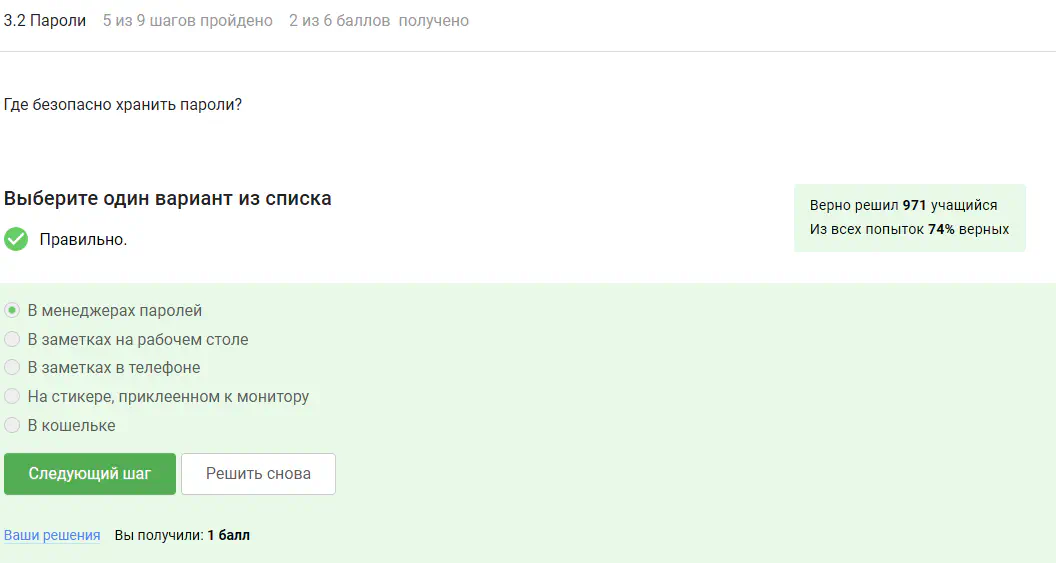 3.2 Пароли 5 из 9 шагов пройдено 2 из 6 баллов получено
Где безопасно хранить пароли?
Выберите один вариант из списка
Правильно.
Верно решил 971 учащийся
Из всех попыток 74% верных
В менеджерах паролей
В заметках на рабочем столе
В заметках в телефоне
На стикере, приклеенном к монитору
В кошельке
Следующий шаг Решить снова
Ваши решения Вы получили: 1 балл